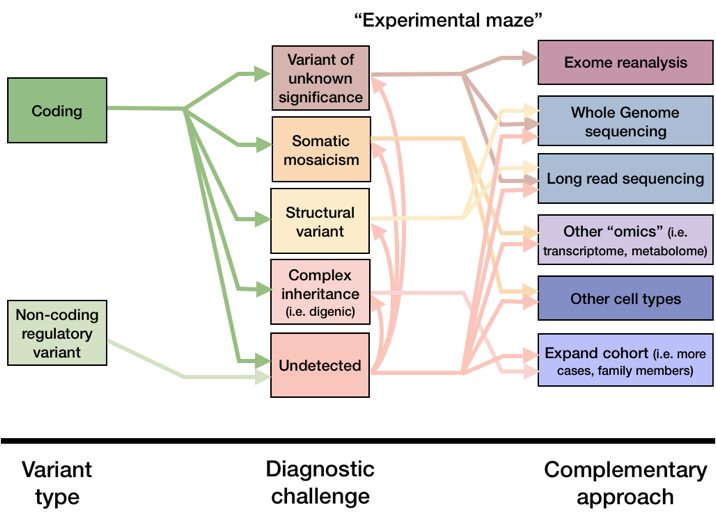 “Experimental maze”
Coding
Non-coding
regulatory
variant
Variant of
unknown
significance
Somatic
mosaicism
Structural
variant
Complex
inheritance
(i.e. digenic)
Undetected
Exome reanalysis
Whole Genome
sequencing
Long read sequencing
Other “omics” (i.e.
transcriptome, metabolome)
Other cell types
Expand cohort (i.e. more
cases, family members)
Variant
type
Diagnostic
challenge
Complementary
approach